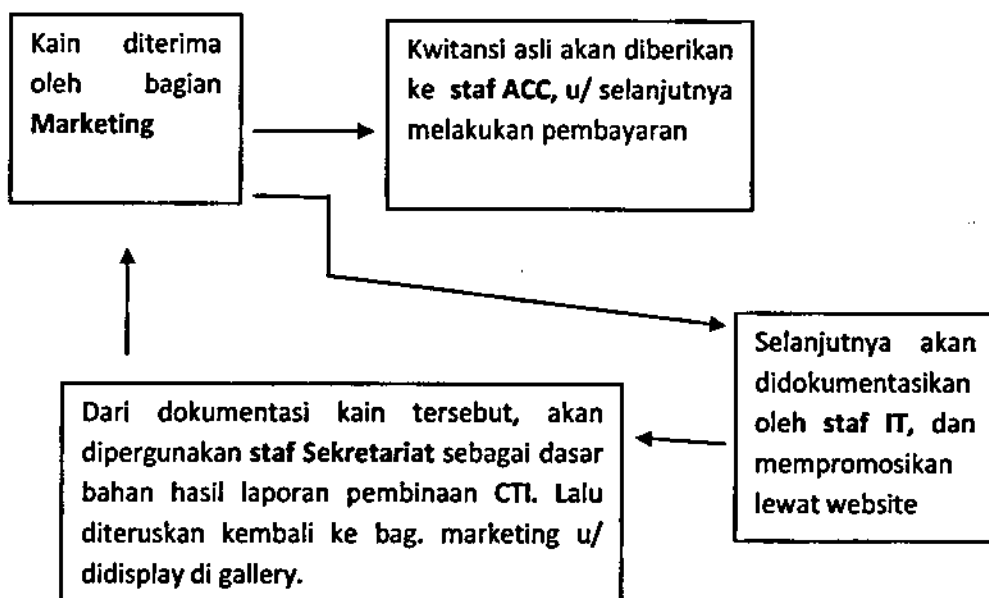 Kain diterima
oleh bagian
Marketing
Kwitansi asli akan diberikan
ke staf ACC, u/ selanjutnya
melakukan pembayaran
Selanjutnya akan
didokumentasikan
oleh staf IT, dan
mempromosikan
lewat website
Dari dokumentasi kain tersebut, akan
dipergunakan staf Sekretariat sebagai dasar
bahan hasil laporan pembinaan CTI. Lalu
diteruskan kembali ke bag. marketing u/
didisplay di gallery.